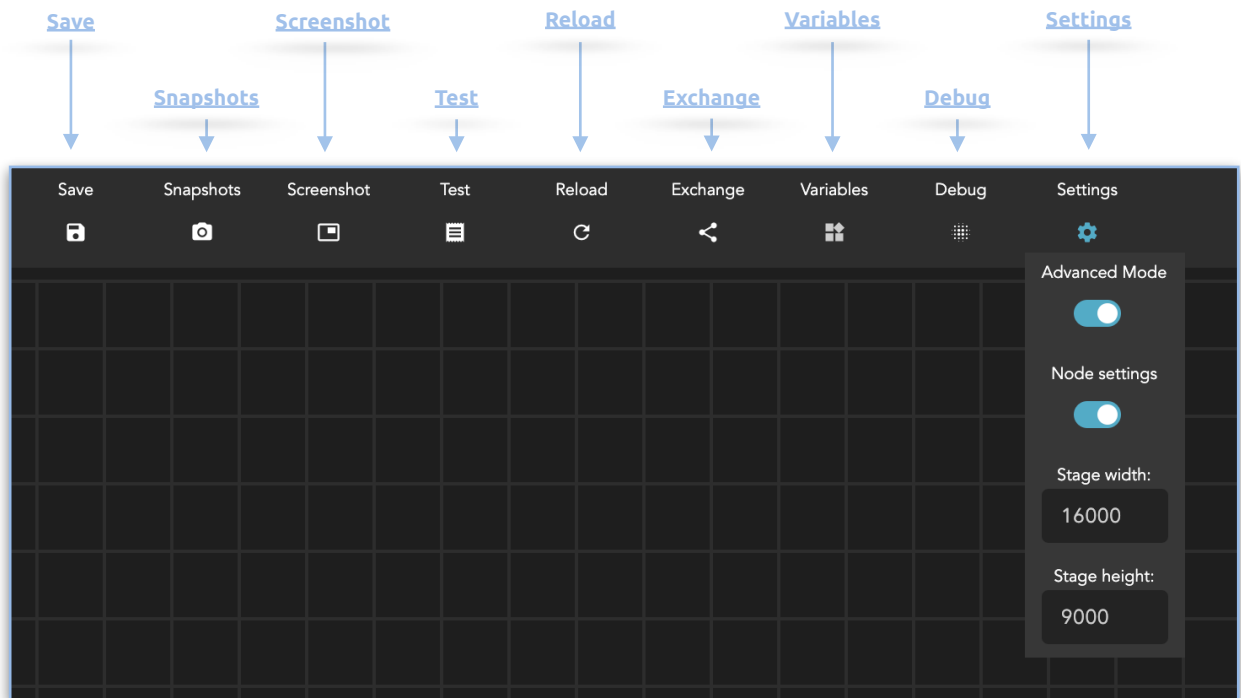 Save
Screenshot
Reload
Variables
Settings
Snapshots
Test
Exchange
Debug
Save
Snapshots
Screenshot
Test
Reload
Exchange
Variables
Debug
Settings
Advanced Mode
Node settings
Stage width:
16000
Stage height:
9000